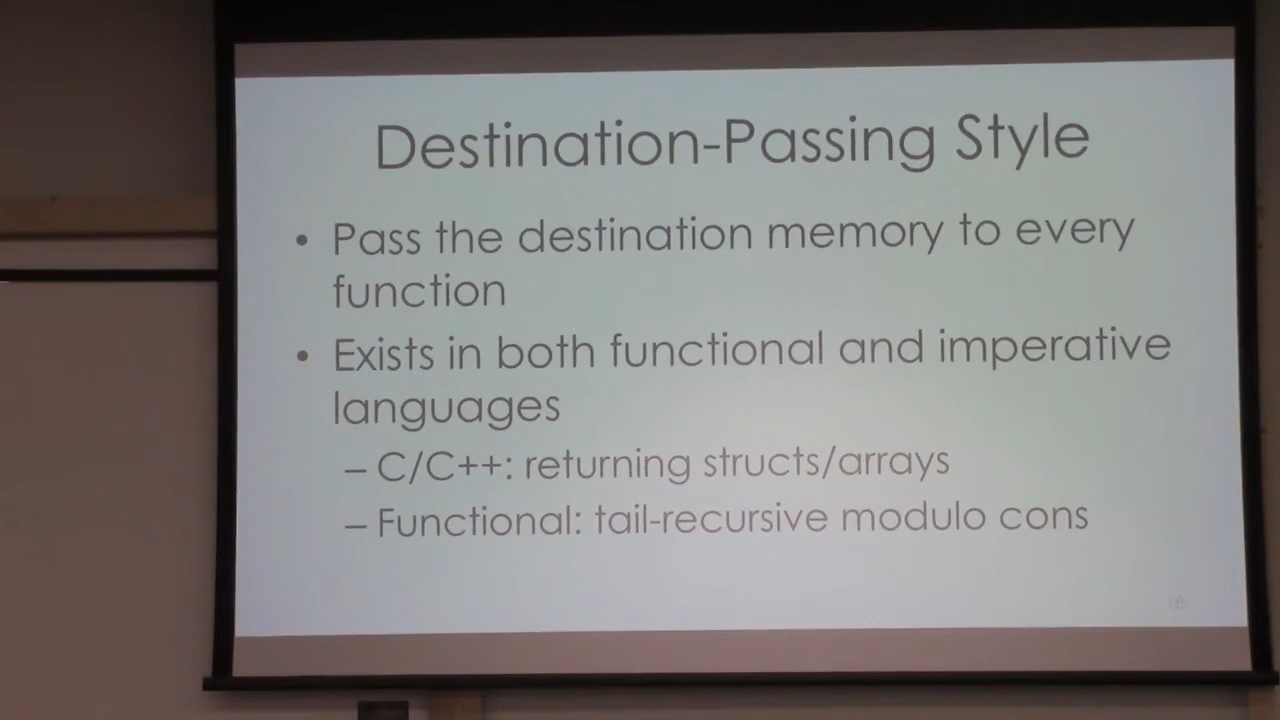 Destination-Passing Style
• Pass the destination memory to every
function
• Exists in both functional and imperative
languages
– C/C++: returning structs/arrays
– Functional: tail-recursive modulo cons
18